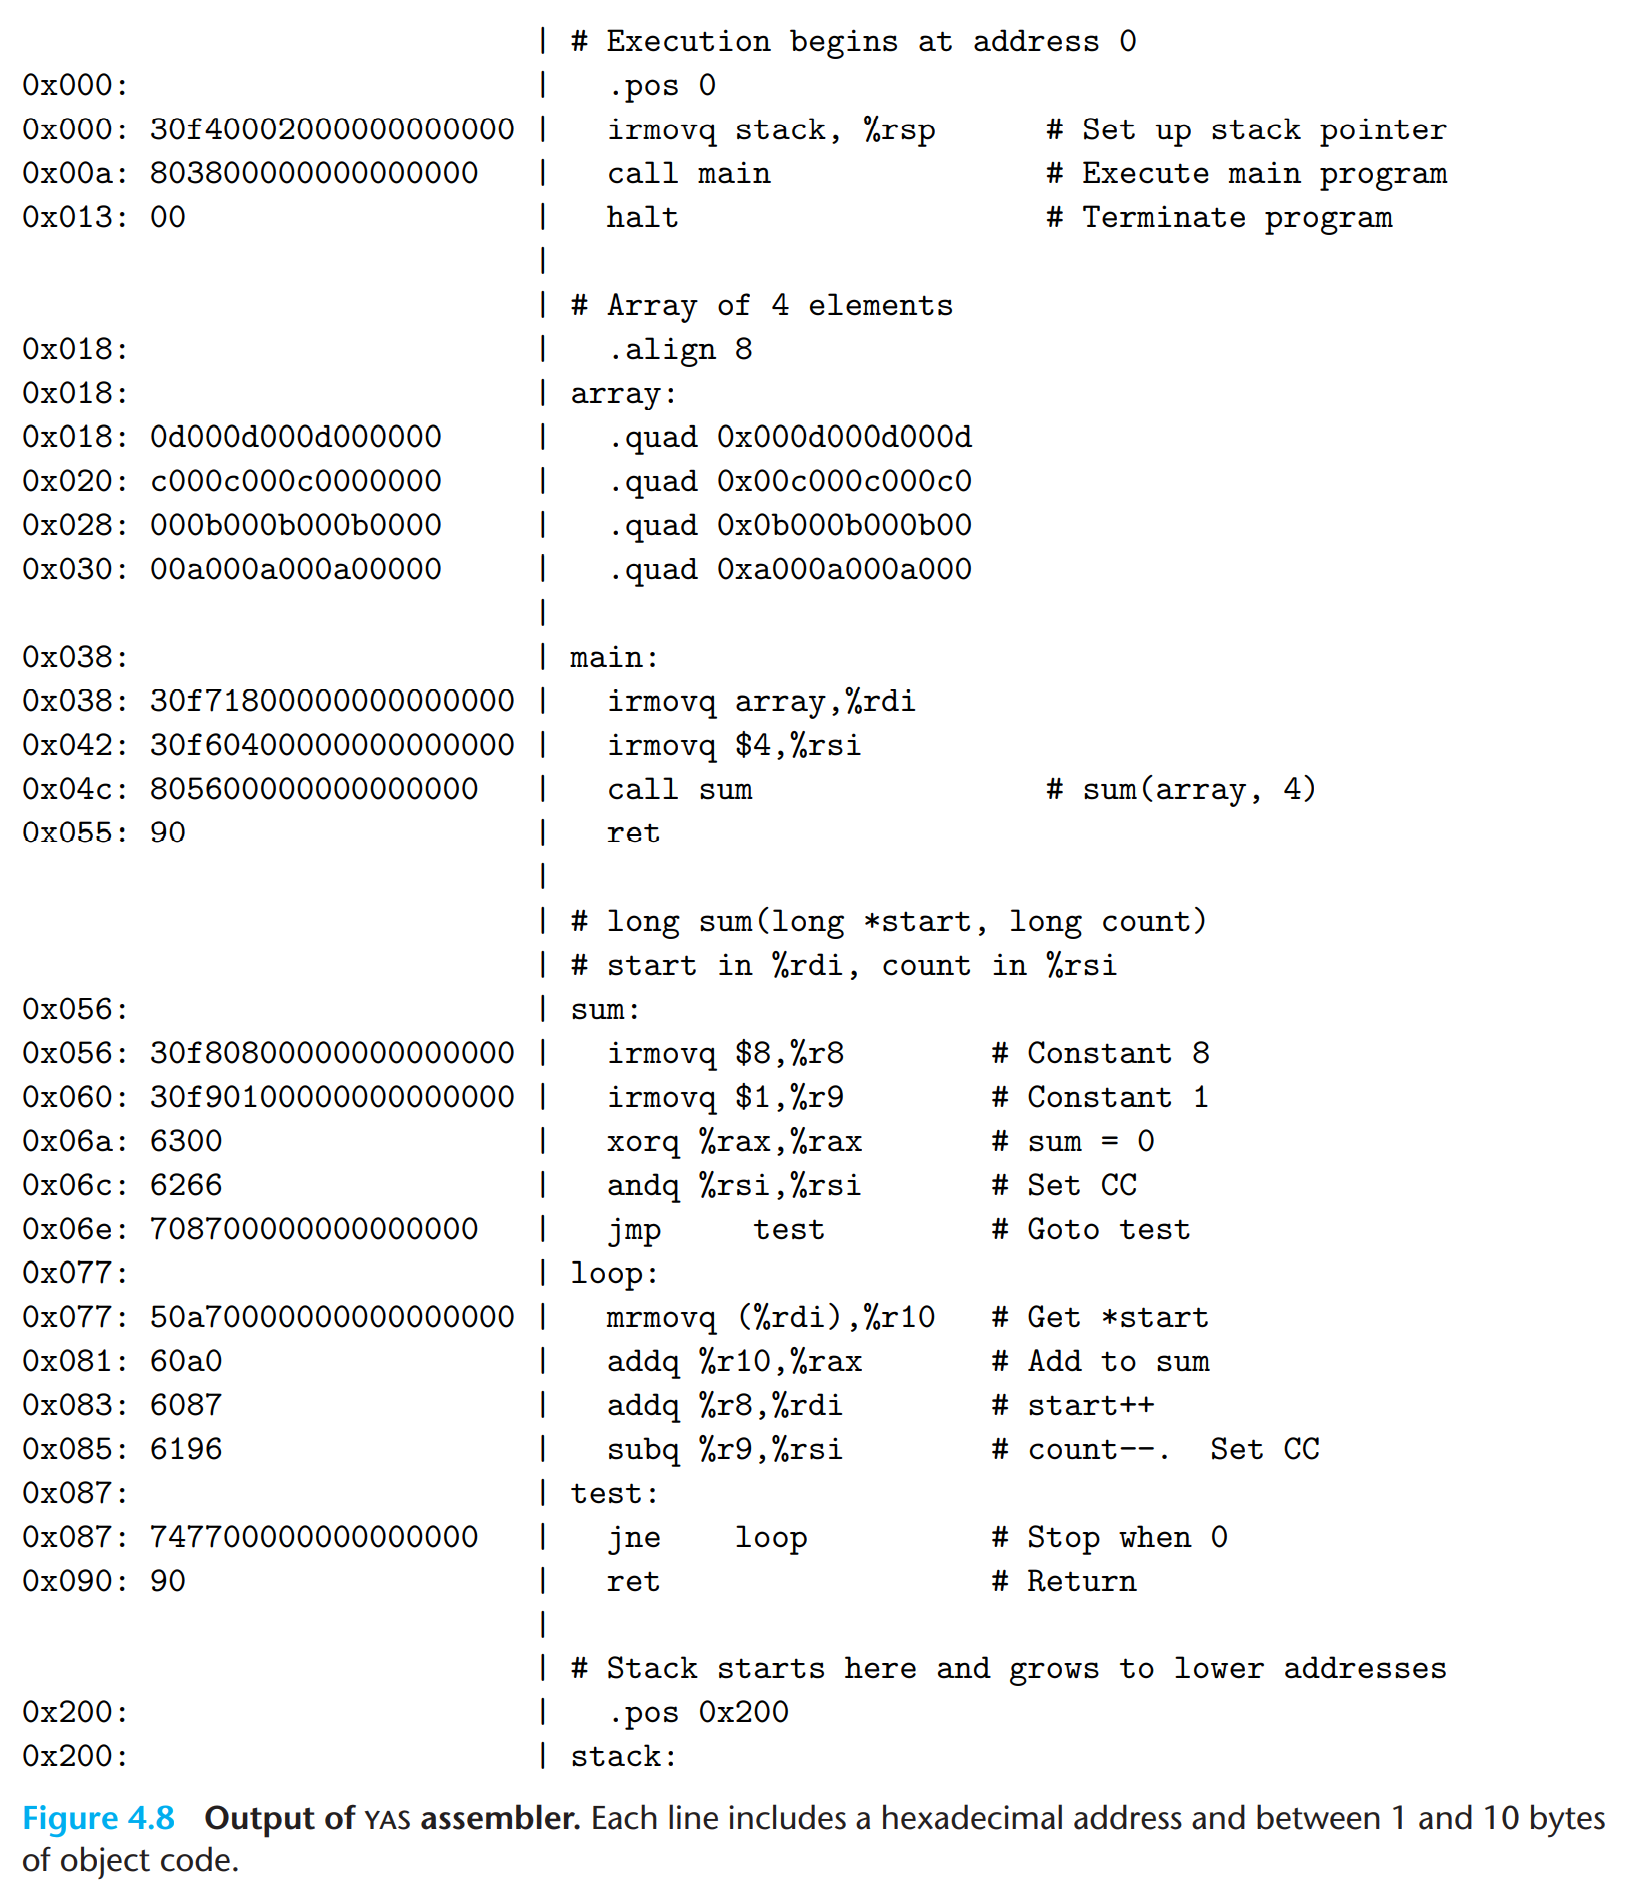 | # Execution begins at address 0
0x000: | .pos 0
0x000: 30f40002000000000000 | irmovq stack, %rsp # Set up stack pointer
0x00a: 803800000000000000 | call main # Execute main program
0x013: 00 | halt # Terminate program
|
| # Array of 4 elements
0x018: | .align 8
0x018: | array:
0x018: 0d000d000d000000 | .quad 0x000d000d000d
0x020: c000c000c0000000 | .quad 0x00c000c000c0
0x028: 000b000b000b0000 | .quad 0x0b000b000b00
0x030: 00a000a000a00000 | .quad 0xa000a000a000
|
0x038: | main:
0x038: 30f71800000000000000 | irmovq array,%rdi
0x042: 30f60400000000000000 | irmovq $4,%rsi
0x04c: 805600000000000000 | call sum # sum(array, 4)
0x055: 90 | ret
|
| # long sum(long *start, long count)
| # start in %rdi, count in %rsi
0x056: | sum:
0x056: 30f80800000000000000 | irmovq $8,%r8 # Constant 8
0x060: 30f90100000000000000 | irmovq $1,%r9 # Constant 1
0x06a: 6300 | xorq %rax,%rax # sum = 0
0x06c: 6266 | andq %rsi,%rsi # Set CC
0x06e: 708700000000000000 | jmp test # Goto test
0x077: | loop:
0x077: 50a70000000000000000 | mrmovq (%rdi),%r10 # Get *start
0x081: 60a0 | addq %r10,%rax # Add to sum
0x083: 6087 | addq %r8,%rdi # start++
0x085: 6196 | subq %r9,%rsi # count--. Set CC
0x087: | test:
0x087: 747700000000000000 | jne loop # Stop when 0
0x090: 90 | ret # Return
|
| # Stack starts here and grows to lower addresses
0x200: | .pos 0x200
0x200: | stack:
Figure 4.8 Output of YAS assembler. Each line includes a hexadecimal address and between 1 and 10 bytes
of object code.